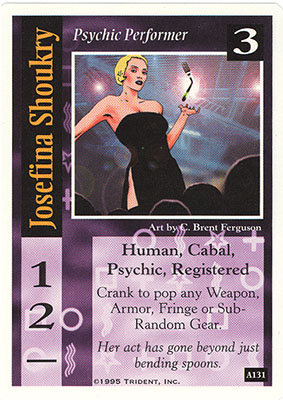 Josefina Shoukry
Psychic Performer
3
Art by C. Brent Ferguson
1
2
–
Human, Cabal,
Psychic, Registered
Crank to pop any Weapon,
Armor, Fringe or Sub-
Random Gear.
Her act has gone beyond just
bending spoons.
©1995 TRIDENT, INC.
A131